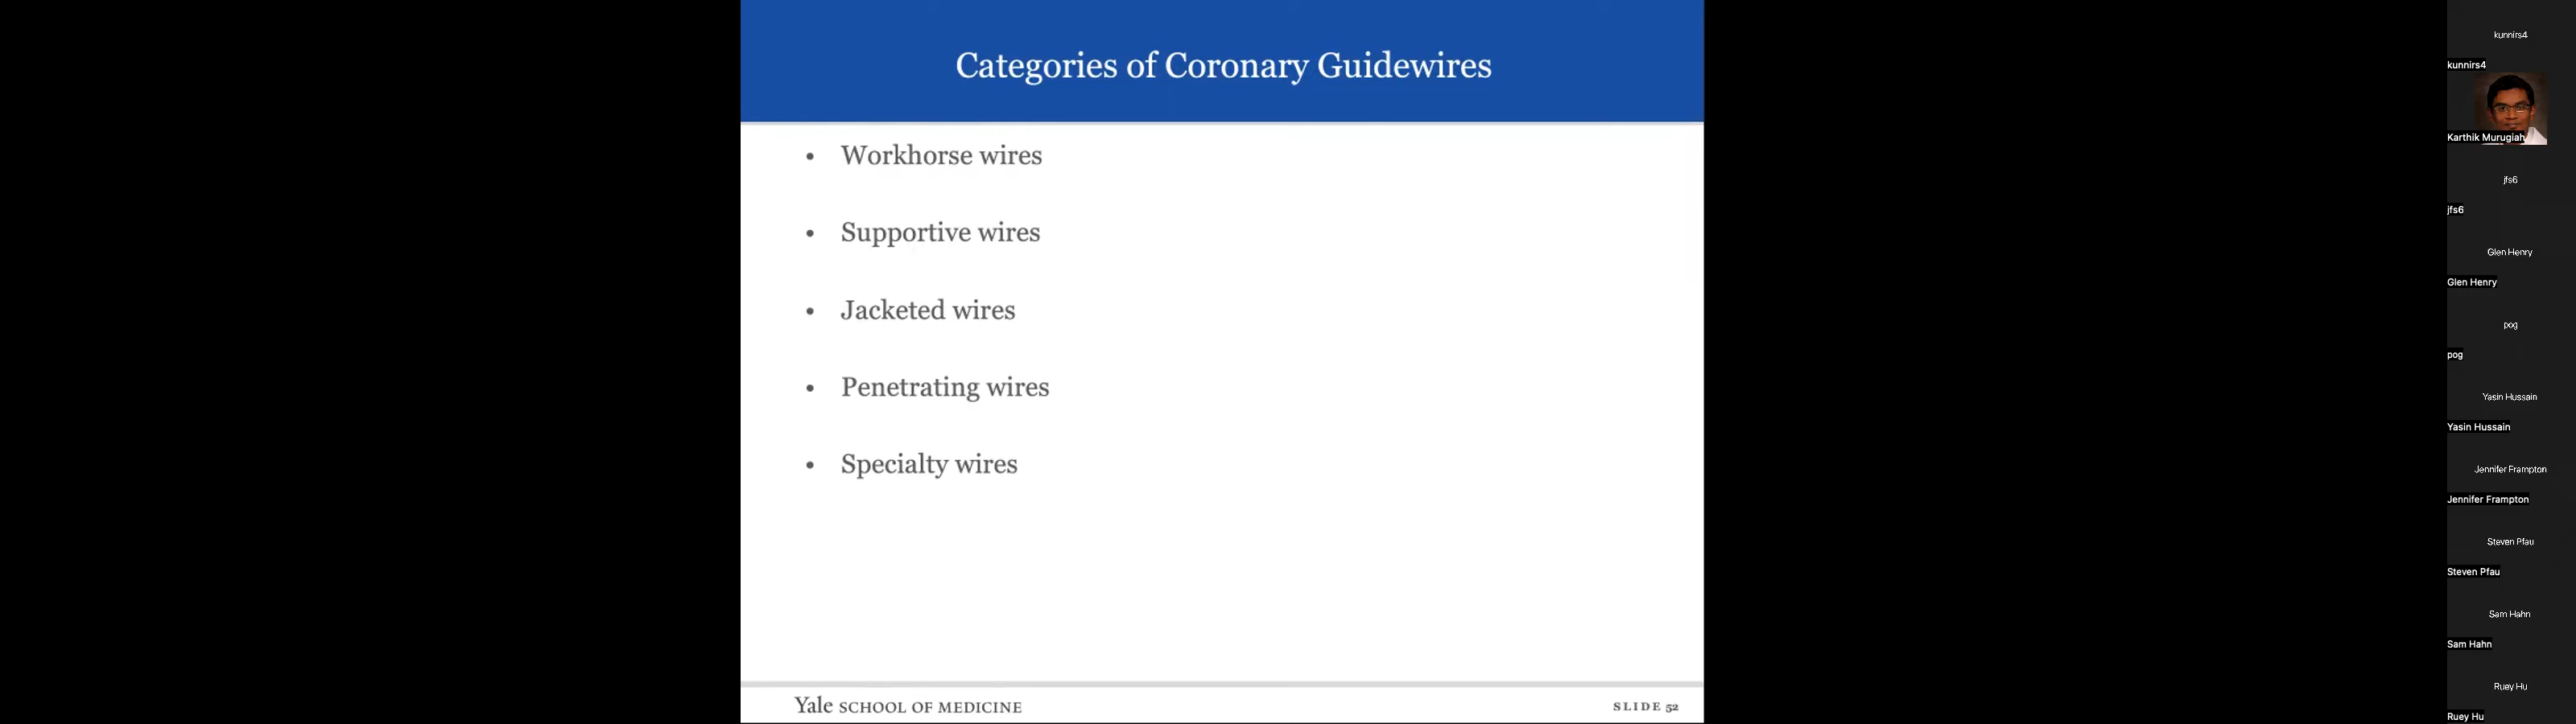 Categories of Coronary Guidewires
• Workhorse wires
• Supportive wires
• Jacketed wires
• Penetrating wires
• Specialty wires
Yale SCHOOL OF MEDICINE
SLIDE 52
kunnirs4
kunnirs4
Karthik Murugiah
jfs6
jfs6
Glen Henry
Glen Henry
pog
pog
Yasin Hussain
Yasin Hussain
Jennifer Frampton
Jennifer Frampton
Steven Pfau
Steven Pfau
Sam Hahn
Sam Hahn
Ruey Hu
Ruey Hu